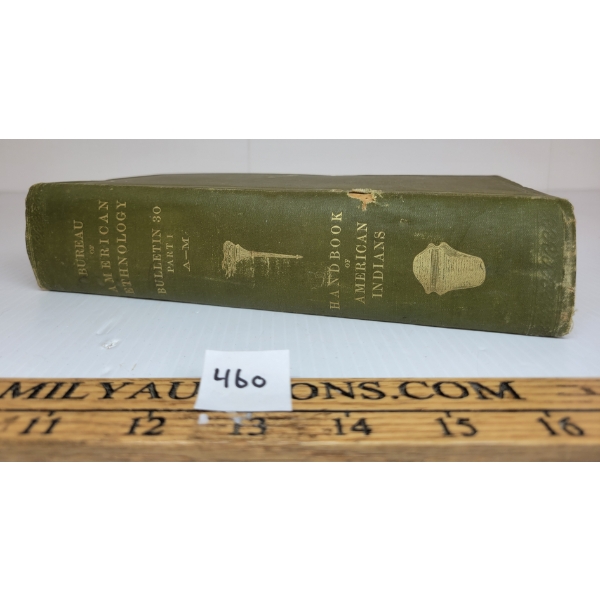 BUREAU
OF
AMERICAN
ETHNOLOGY
BULLETIN 30
PART 1
A—M
HANDBOOK
OF
AMERICAN
INDIANS
460
MILYAU ONS.COM
11 12 13 14 15 16